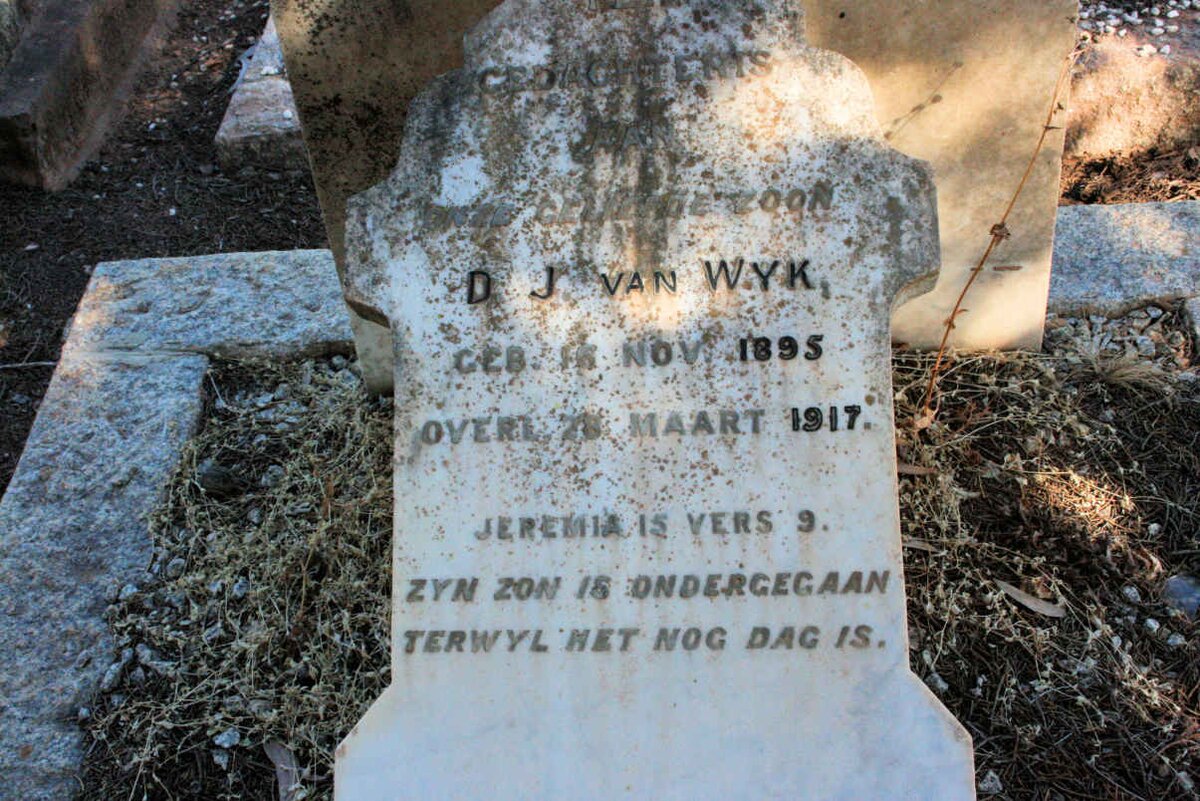 TER
GEDACHTENIS
VAN
ONZE GELIEFDE ZOON
D J VAN WYK,
GEB. 16 NOV. 1895
OVERL. 28 MAART 1917.
JEREMIA 15 VERS 9.
ZYN ZON IS ONDERGEGAAN
TERWYL HET NOG DAG IS.